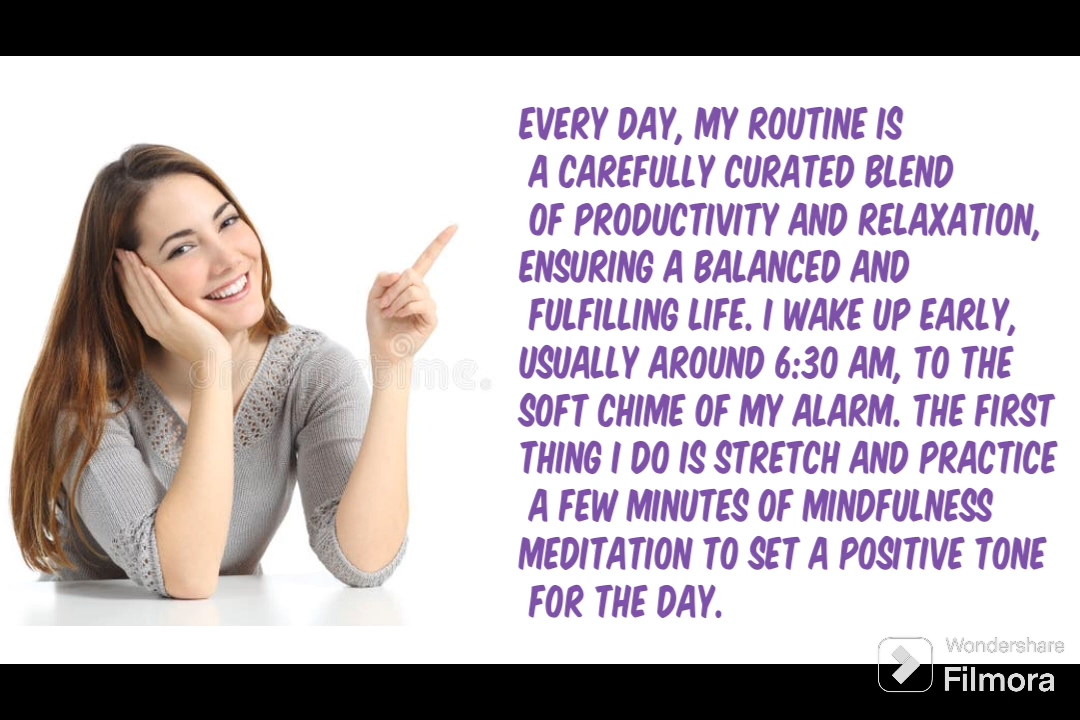 EVERY DAY, MY ROUTINE IS
A CAREFULLY CURATED BLEND
OF PRODUCTIVITY AND RELAXATION,
ENSURING A BALANCED AND
FULFILLING LIFE. I WAKE UP EARLY,
USUALLY AROUND 6:30 AM, TO THE
SOFT CHIME OF MY ALARM. THE FIRST
THING I DO IS STRETCH AND PRACTICE
A FEW MINUTES OF MINDFULNESS
MEDITATION TO SET A POSITIVE TONE
FOR THE DAY.
dreamstime.
Wondershare
Filmora